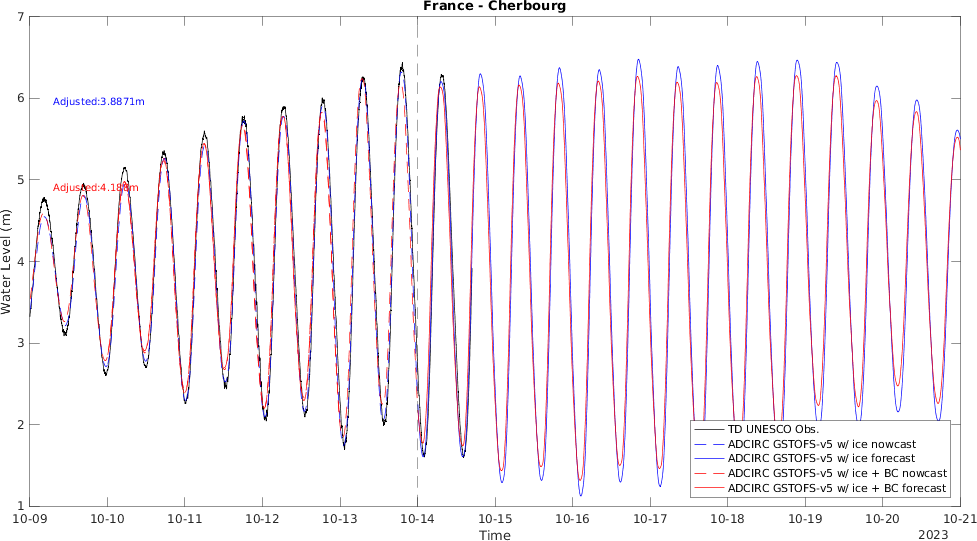 France - Cherbourg
7
6
5
4
3
2
1
Water Level (m)
Adjusted:3.8871m
TD UNESCO Obs.
ADCIRC GSTOFS-v5 w/ ice nowcast
ADCIRC GSTOFS-v5 w/ ice forecast
ADCIRC GSTOFS-v5 w/ ice + BC nowcast
ADCIRC GSTOFS-v5 w/ ice + BC forecast
10-09 10-10 10-11 10-12 10-13 10-14 10-15 10-16 10-17 10-18 10-19 10-20 10-21
Time
2023